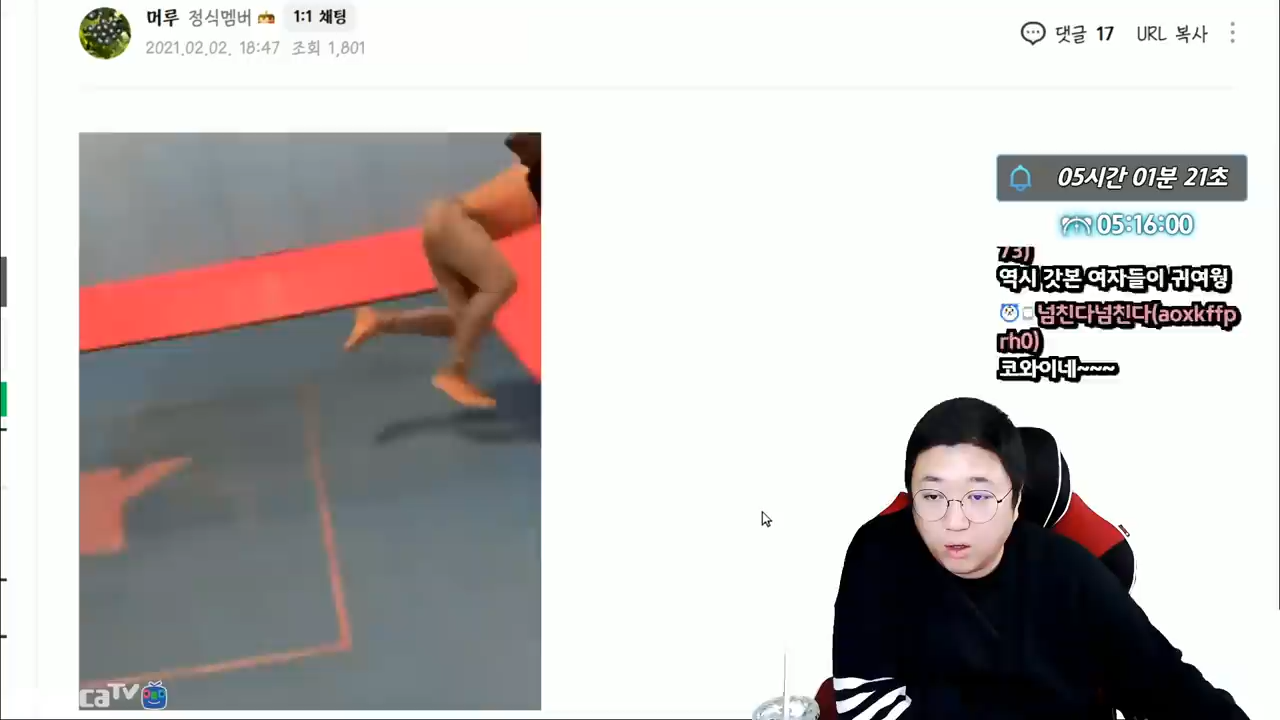 머루 정식멤버 1:1 채팅
2021.02.02. 18:47 조회 1,801
댓글 17 URL 복사
05시간 01분 21초
05:16:00
73)
역시 갓본 여자들이 귀여웡
넘친다넘친다(aoxkffp
rh0)
코와이네~~~
caTV